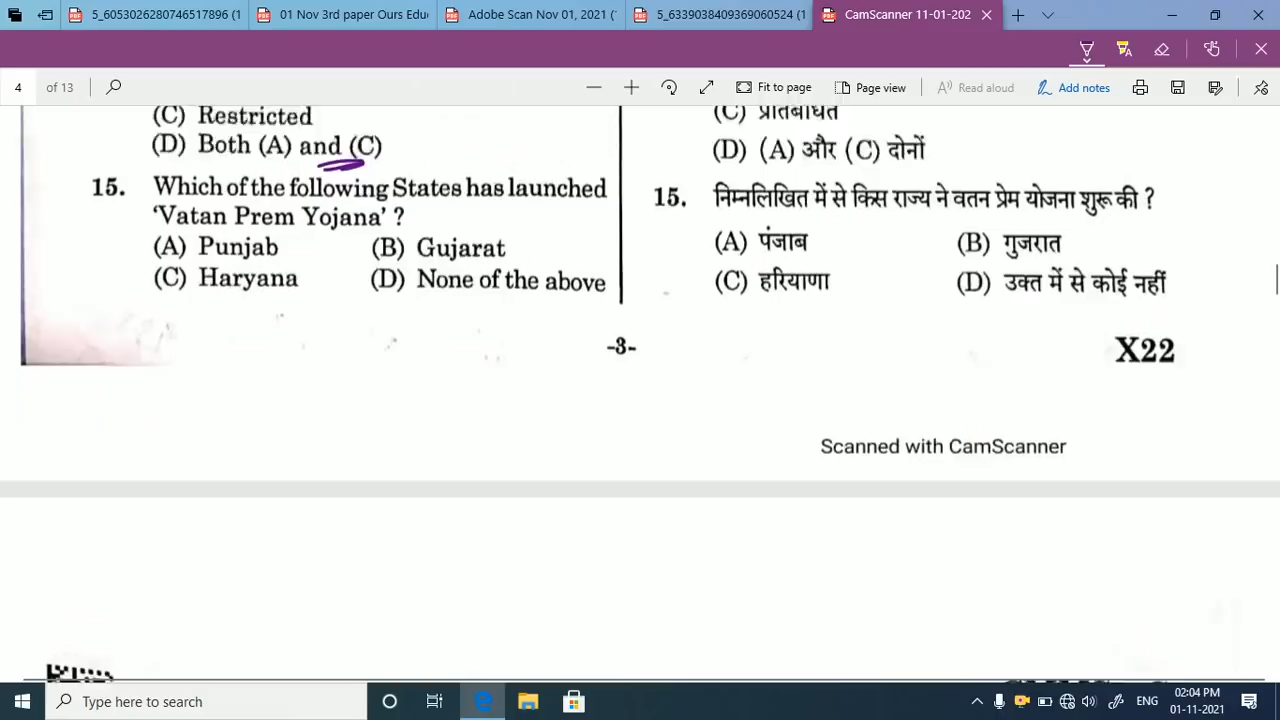 5_6053026280746517896 (1
01 Nov 3rd paper Ours Edu
Adobe Scan Nov 01, 2021 (
5_6339038409369060524 (1
CamScanner 11-01-202
4 of 13
Fit to page
Page view
Read aloud
Add notes
(C) Restricted
(D) Both (A) and (C)
15. Which of the following States has launched
'Vatan Prem Yojana' ?
(A) Punjab (B) Gujarat
(C) Haryana (D) None of the above
(C) प्रतिबंधित
(D) (A) और (C) दोनों
15. निम्नलिखित में से किस राज्य ने वतन प्रेम योजना शुरू की ?
(A) पंजाब (B) गुजरात
(C) हरियाणा (D) उक्त में से कोई नहीं
-3-
X22
Scanned with CamScanner
Type here to search
ENG
02:04 PM
01-11-2021